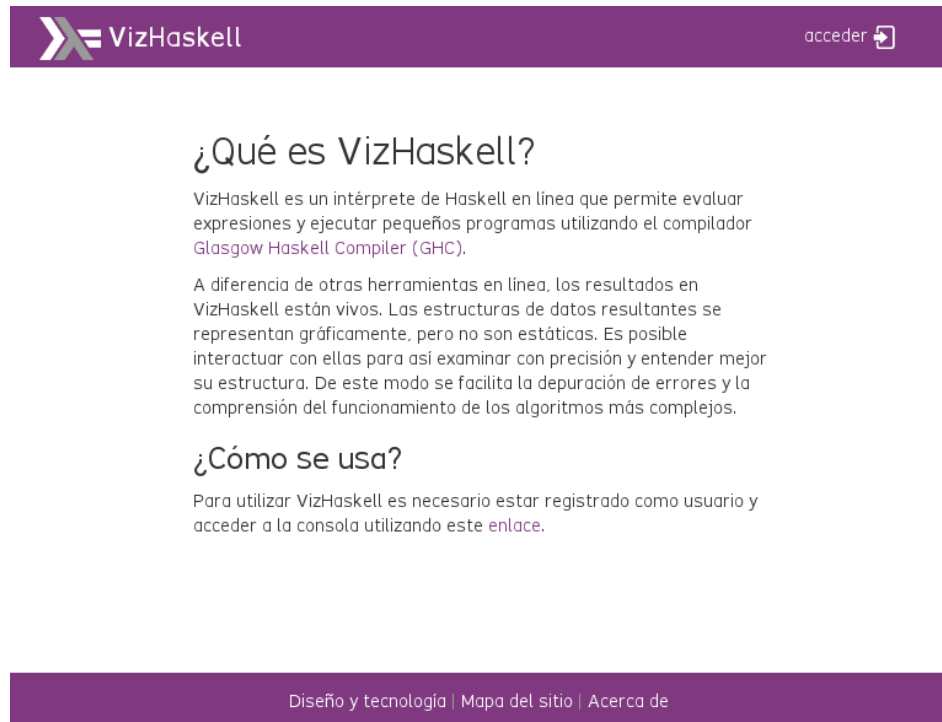 VizHaskell
acceder
¿Qué es VizHaskell?
VizHaskell es un intérprete de Haskell en línea que permite evaluar
expresiones y ejecutar pequeños programas utilizando el compilador
Glasgow Haskell Compiler (GHC).
A diferencia de otras herramientas en línea, los resultados en
VizHaskell están vivos. Las estructuras de datos resultantes se
representan gráficamente, pero no son estáticas. Es posible
interactuar con ellas para así examinar con precisión y entender mejor
su estructura. De este modo se facilita la depuración de errores y la
comprensión del funcionamiento de los algoritmos más complejos.
¿Cómo se usa?
Para utilizar VizHaskell es necesario estar registrado como usuario y
acceder a la consola utilizando este enlace.
Diseño y tecnología | Mapa del sitio | Acerca de